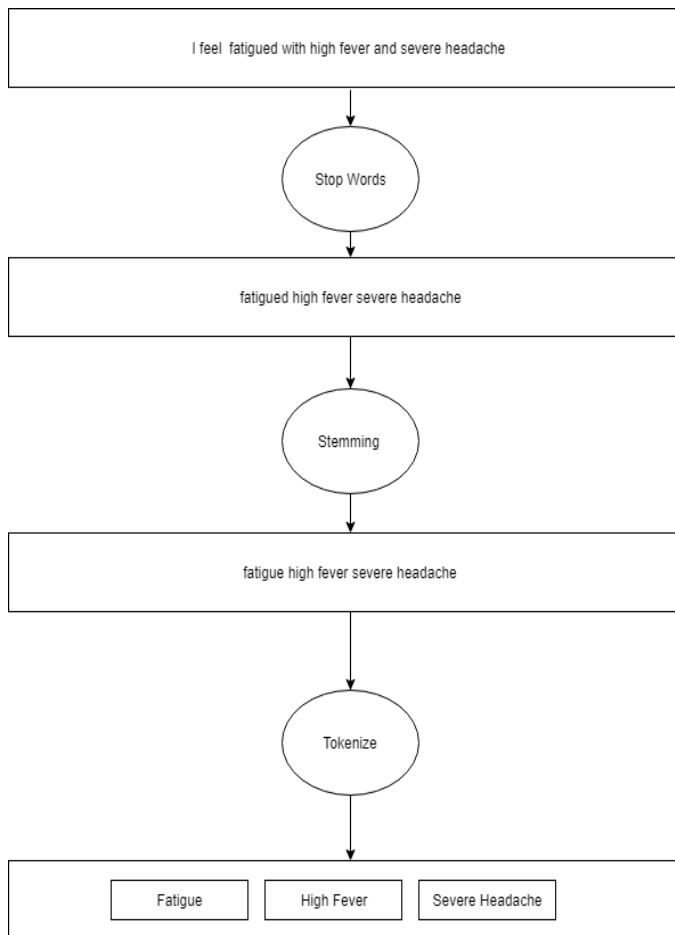 I feel  fatigued with high fever and severe headache
Stop Words
fatigued high fever severe headache
Stemming
fatigue high fever severe headache
Tokenize
Fatigue
High Fever
Severe Headache